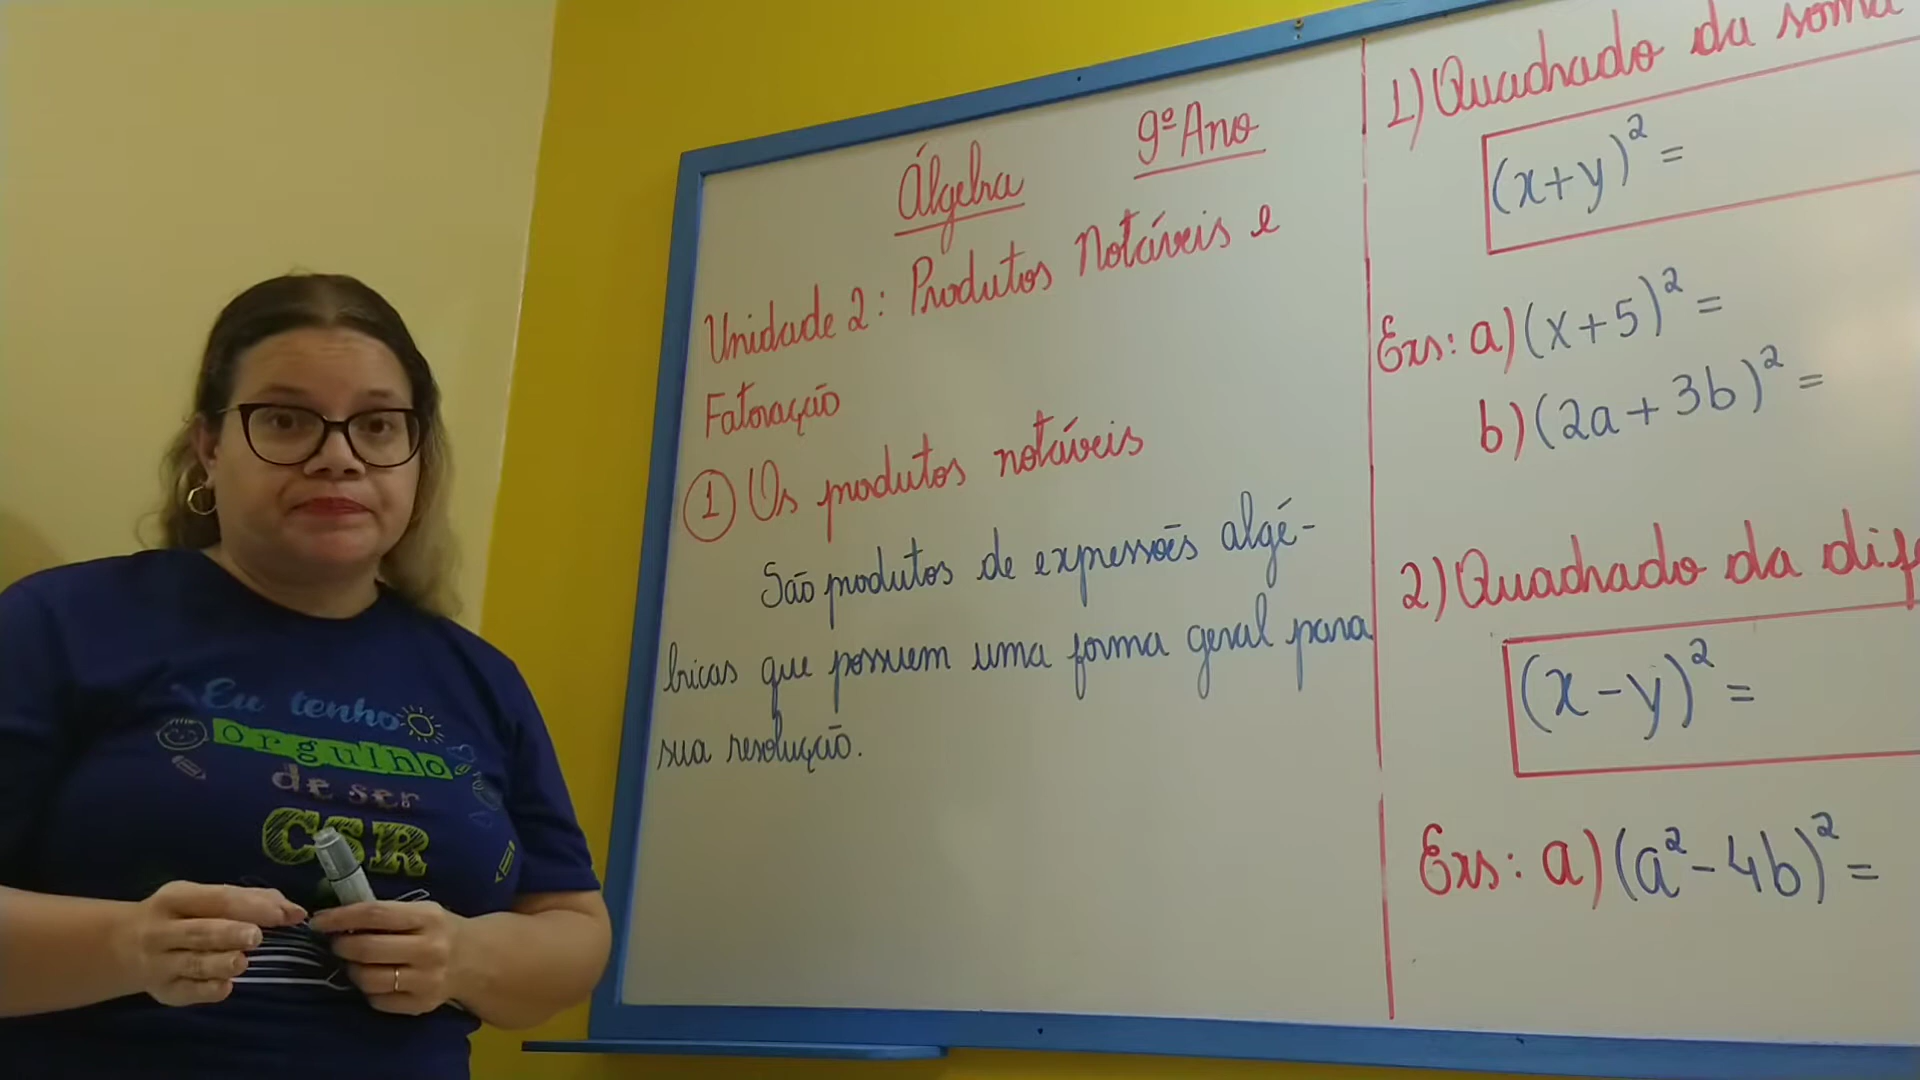 Álgebra 9º Ano
Unidade 2: Produtos Notáveis e
Fatoração
1 Os produtos notáveis
São produtos de expressões algé-
bricas que possuem uma forma geral para
sua resolução.
1) Quadrado da soma
(x+y)² =
Exs: a) (x+5)² =
b) (2a+3b)² =
2) Quadrado da dif
(x-y)² =
Exs: a) (a²-4b)² =
Eu tenho
orgulho
de ser
CSR